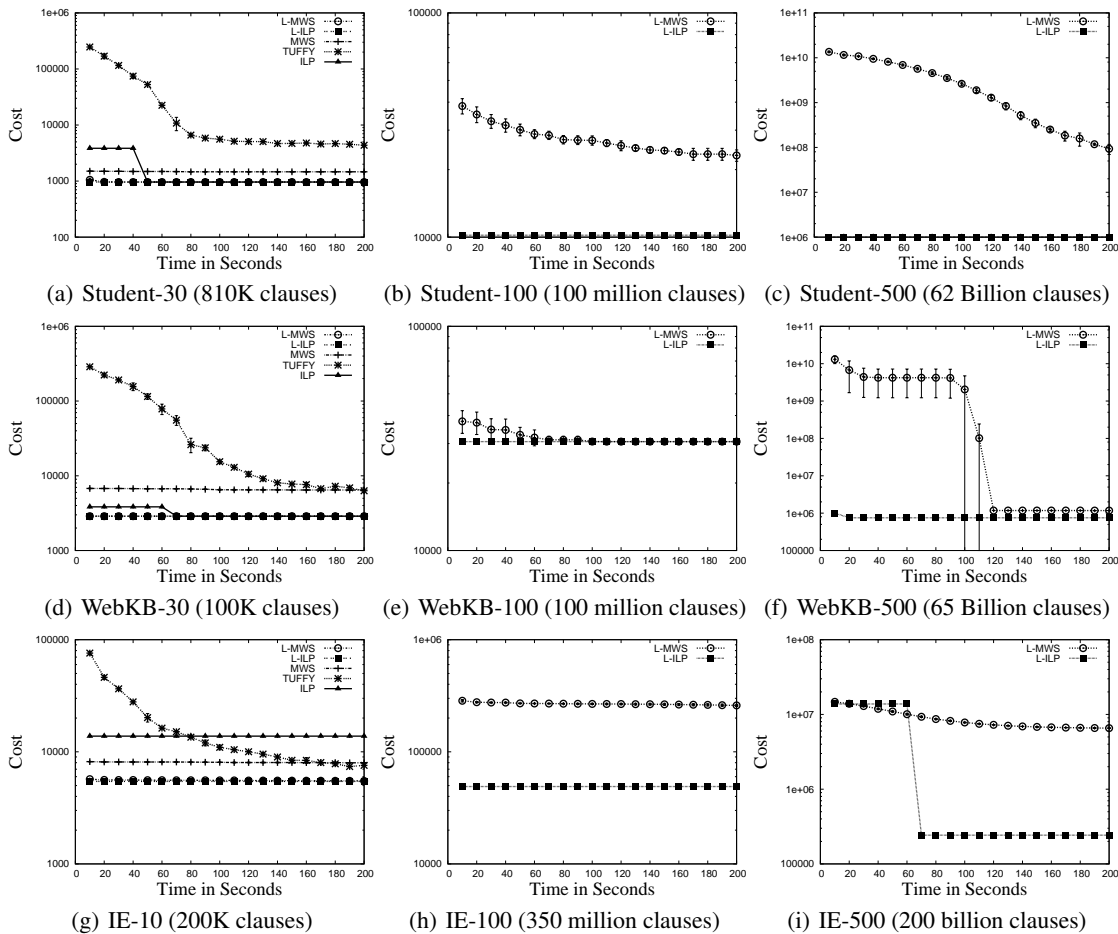 1e+06
100000
10000
1000
100
0 20 40 60 80 100 120 140 160 180 200
Cost
Time in Seconds
L-MWS
L-ILP
MWS
TUFFY
ILP
(a) Student-30 (810K clauses)
100000
10000
0 20 40 60 80 100 120 140 160 180 200
Cost
Time in Seconds
L-MWS
L-ILP
(b) Student-100 (100 million clauses)
1e+11
1e+10
1e+09
1e+08
1e+07
1e+06
0 20 40 60 80 100 120 140 160 180 200
Cost
Time in Seconds
L-MWS
L-ILP
(c) Student-500 (62 Billion clauses)
1e+06
100000
10000
1000
0 20 40 60 80 100 120 140 160 180 200
Cost
Time in Seconds
L-MWS
L-ILP
MWS
TUFFY
ILP
(d) WebKB-30 (100K clauses)
100000
10000
0 20 40 60 80 100 120 140 160 180 200
Cost
Time in Seconds
L-MWS
L-ILP
(e) WebKB-100 (100 million clauses)
1e+11
1e+10
1e+09
1e+08
1e+07
1e+06
100000
0 20 40 60 80 100 120 140 160 180 200
Cost
Time in Seconds
L-MWS
L-ILP
(f) WebKB-500 (65 Billion clauses)
100000
10000
1000
0 20 40 60 80 100 120 140 160 180 200
Cost
Time in Seconds
L-MWS
L-ILP
MWS
TUFFY
ILP
(g) IE-10 (200K clauses)
1e+06
100000
10000
0 20 40 60 80 100 120 140 160 180 200
Cost
Time in Seconds
L-MWS
L-ILP
(h) IE-100 (350 million clauses)
1e+08
1e+07
1e+06
100000
0 20 40 60 80 100 120 140 160 180 200
Cost
Time in Seconds
L-MWS
L-ILP
(i) IE-500 (200 billion clauses)